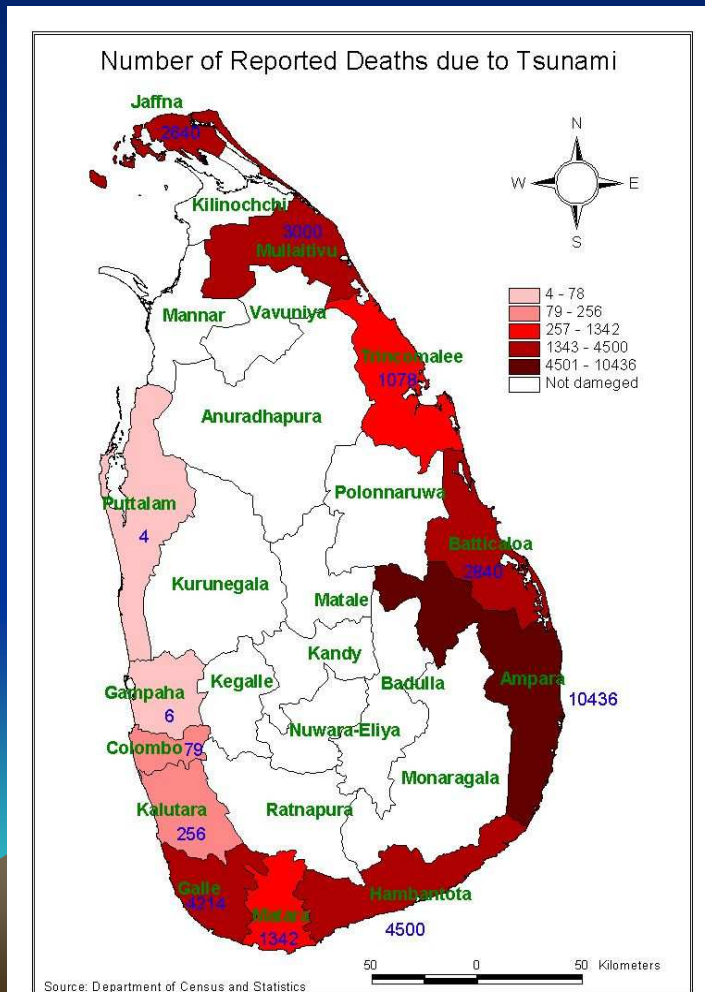 Number of Reported Deaths due to Tsunami
Jaffna
2840
N
W E
S
Kilinochchi
3000
Mullaitivu
4 - 78
79 - 256
257 - 1342
1343 - 4500
4501 - 10436
Not dameged
Mannar
Vavuniya
Trincomalee
1078
Anuradhapura
Polonnaruwa
Puttalam
4
Batticaloa
2840
Kurunegala
Matale
Kandy
Kegalle
Badulla
Ampara
10436
Gampaha
6
Nuwara-Eliya
Colombo 79
Monaragala
Kalutara
256
Ratnapura
Galle
4214
Hambantota
4500
Matara
1342
50 0 50 Kilometers
Source: Department of Census and Statistics